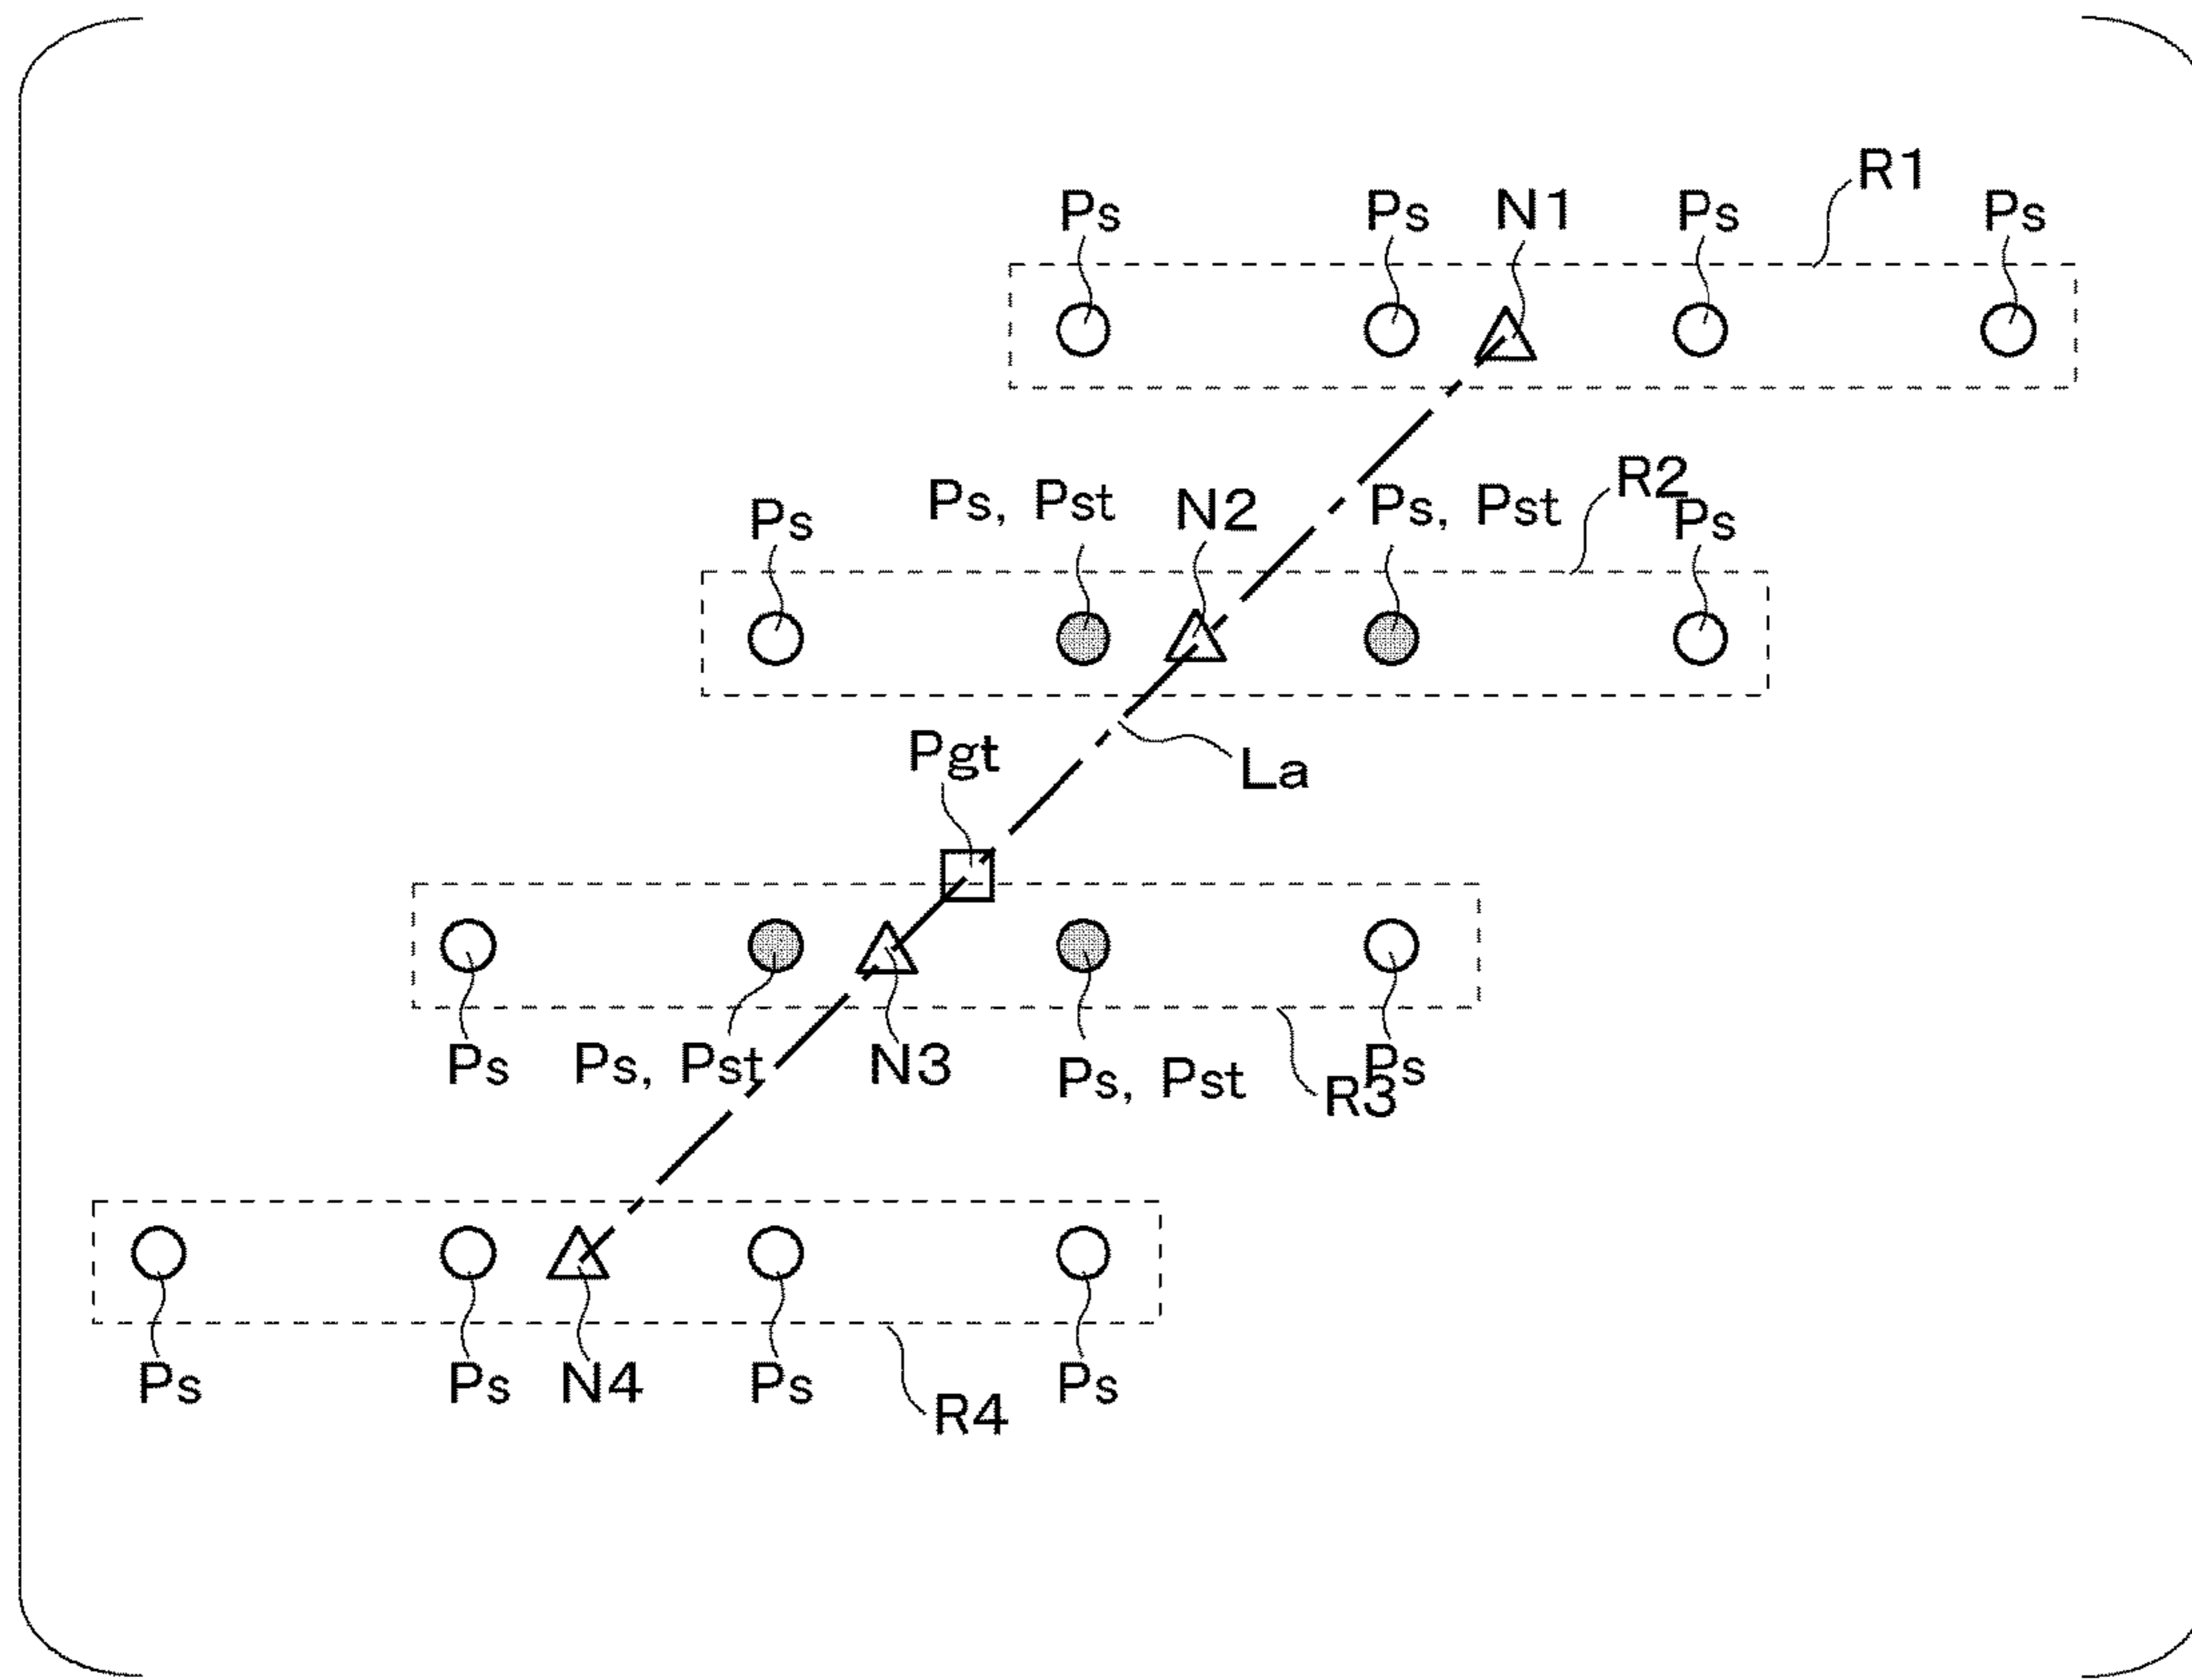 R1
Ps Ps N1 Ps Ps
R2
Ps Ps, Pst N2 Ps, Pst Ps
La
Pgt
Ps Ps, Pst N3 Ps, Pst Ps
R3
Ps Ps N4 Ps Ps
R4